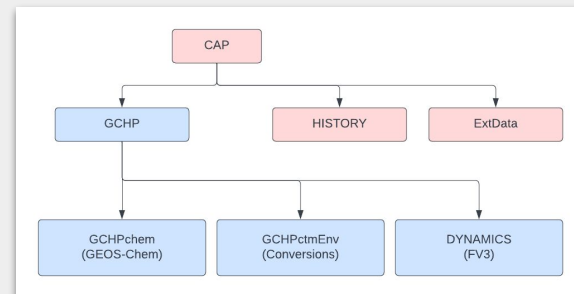 CAP
GCHP
HISTORY
ExtData
GCHPchem
(GEOS-Chem)
GCHPctmEnv
(Conversions)
DYNAMICS
(FV3)